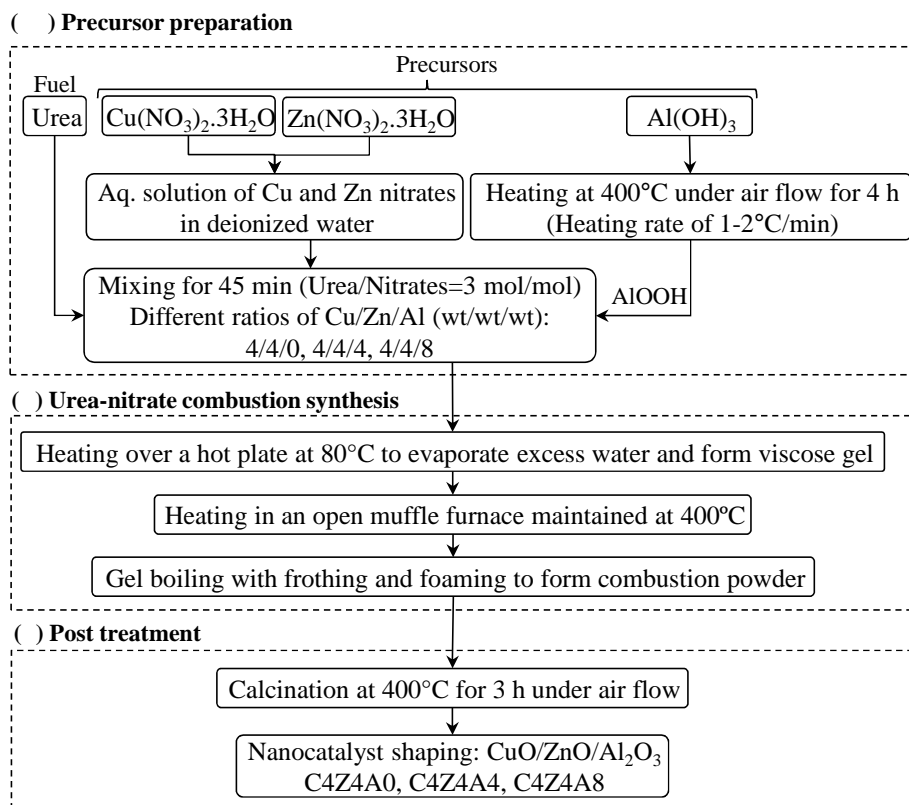 ( ) Precursor preparation
Precursors
Fuel
Urea
Cu(NO₃)₂.3H₂O
Zn(NO₃)₂.3H₂O
Al(OH)₃
Aq. solution of Cu and Zn nitrates
in deionized water
Heating at 400°C under air flow for 4 h
(Heating rate of 1-2°C/min)
Mixing for 45 min (Urea/Nitrates=3 mol/mol)
Different ratios of Cu/Zn/Al (wt/wt/wt):
4/4/0, 4/4/4, 4/4/8
AlOOH
( ) Urea-nitrate combustion synthesis
Heating over a hot plate at 80°C to evaporate excess water and form viscose gel
Heating in an open muffle furnace maintained at 400ºC
Gel boiling with frothing and foaming to form combustion powder
( ) Post treatment
Calcination at 400°C for 3 h under air flow
Nanocatalyst shaping: CuO/ZnO/Al₂O₃
C4Z4A0, C4Z4A4, C4Z4A8